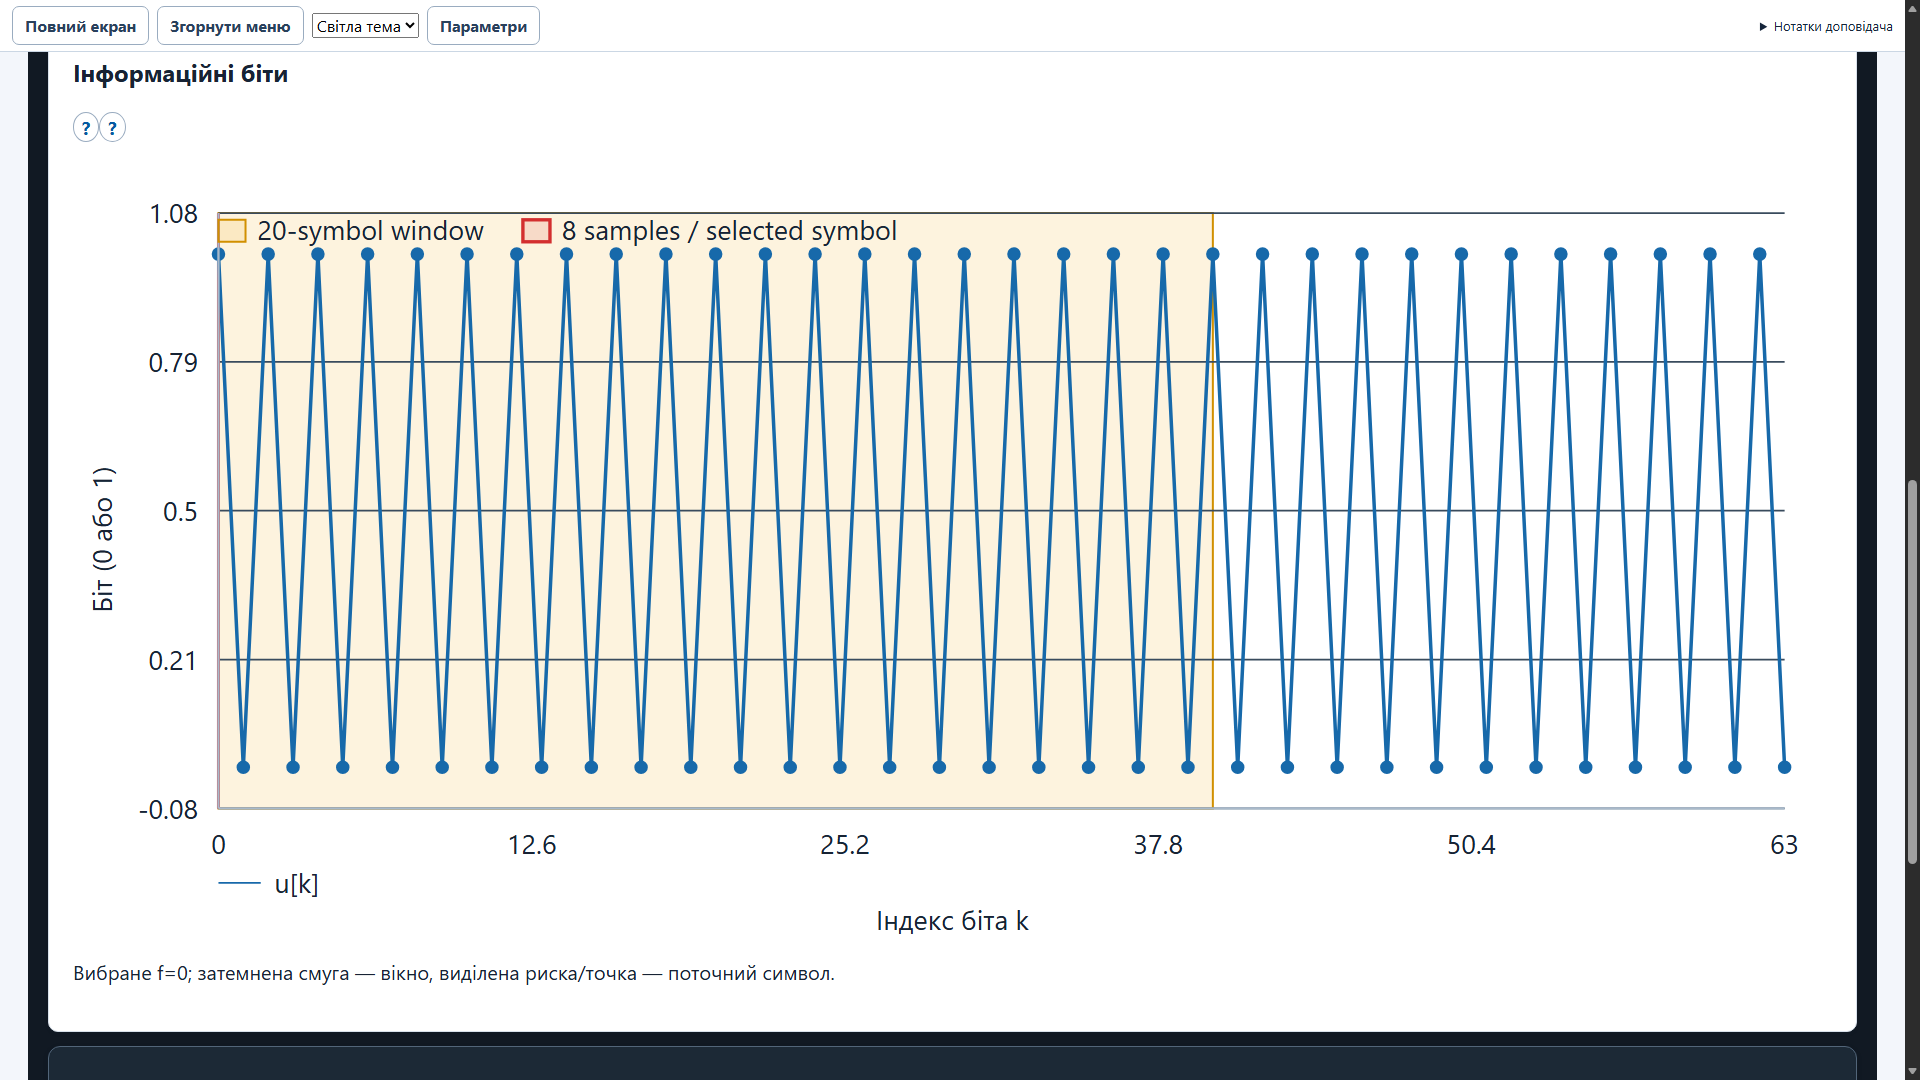 Повний екран Згорнути меню Світла тема Параметри ▶ Нотатки доповідача
Інформаційні біти
? ?
20-symbol window 8 samples / selected symbol
1.08
0.79
0.5
0.21
-0.08
Біт (0 або 1)
0 12.6 25.2 37.8 50.4 63
u[k]
Індекс біта k
Вибране f=0; затемнена смуга — вікно, виділена риска/точка — поточний символ.